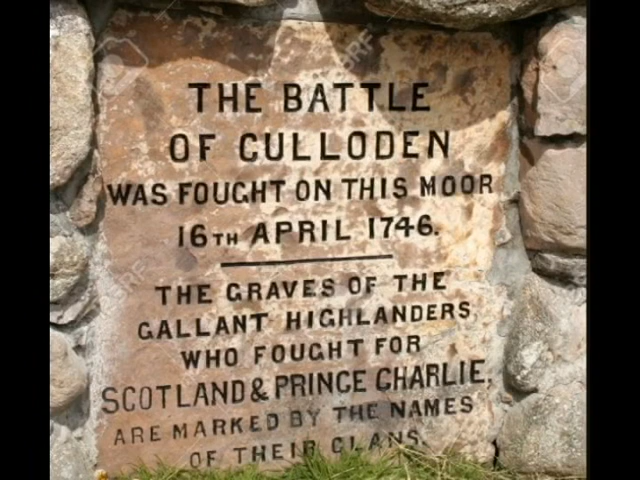 THE BATTLE
OF CULLODEN
WAS FOUGHT ON THIS MOOR
16TH APRIL 1746.
THE GRAVES OF THE
GALLANT HIGHLANDERS
WHO FOUGHT FOR
SCOTLAND & PRINCE CHARLIE,
ARE MARKED BY THE NAMES
OF THEIR CLANS.